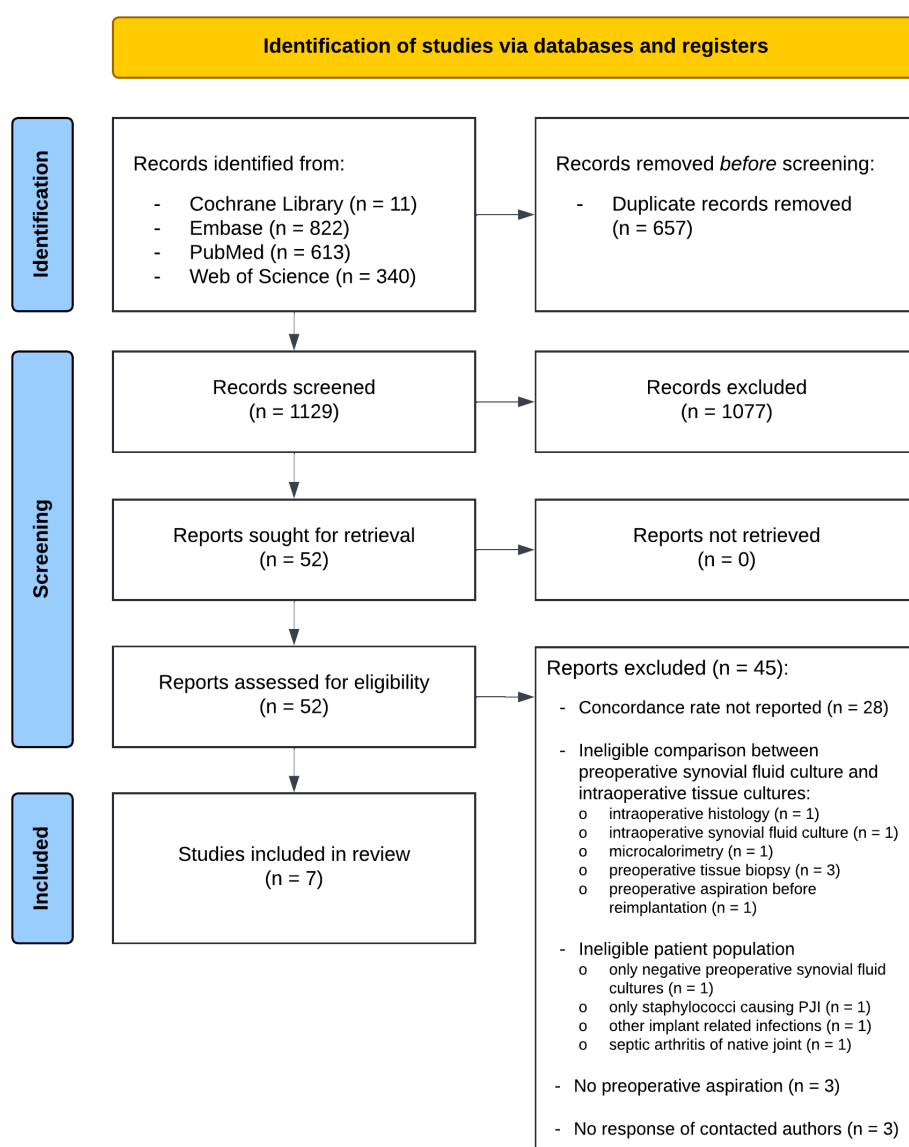 Identification of studies via databases and registers
Identification
Records identified from:
- Cochrane Library (n = 11)
- Embase (n = 822)
- PubMed (n = 613)
- Web of Science (n = 340)
Records removed before screening:
- Duplicate records removed
(n = 657)
Screening
Records screened
(n = 1129)
Records excluded
(n = 1077)
Reports sought for retrieval
(n = 52)
Reports not retrieved
(n = 0)
Reports assessed for eligibility
(n = 52)
Reports excluded (n = 45):
- Concordance rate not reported (n = 28)
- Ineligible comparison between
preoperative synovial fluid culture and
intraoperative tissue cultures:
o intraoperative histology (n = 1)
o intraoperative synovial fluid culture (n = 1)
o microcalorimetry (n = 1)
o preoperative tissue biopsy (n = 3)
o preoperative aspiration before
reimplantation (n = 1)
- Ineligible patient population
o only negative preoperative synovial fluid
cultures (n = 1)
o only staphylococci causing PJI (n = 1)
o other implant related infections (n = 1)
o septic arthritis of native joint (n = 1)
- No preoperative aspiration (n = 3)
- No response of contacted authors (n = 3)
Included
Studies included in review
(n = 7)